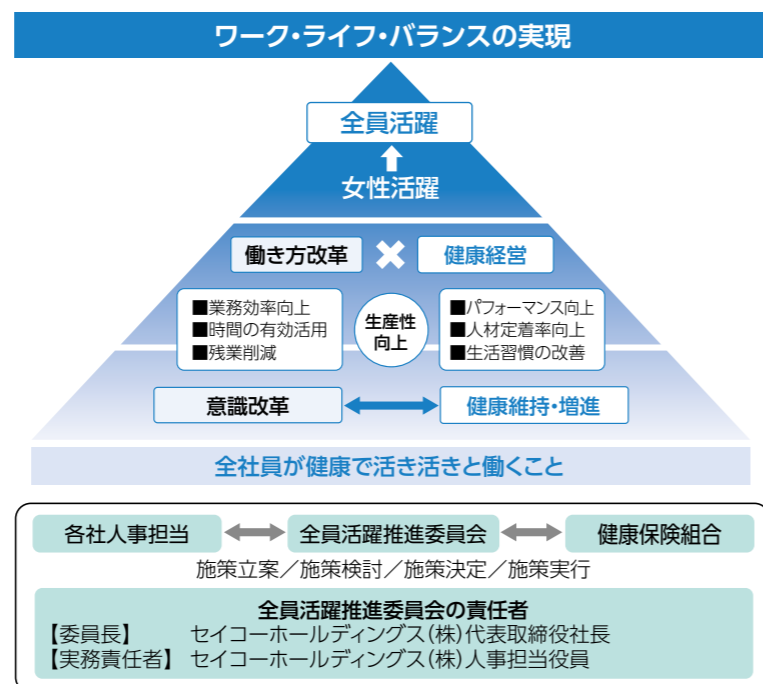 ワーク・ライフ・バランスの実現
全員活躍
女性活躍
働き方改革
健康経営
■業務効率向上
■時間の有効活用
■残業削減
生産性
向上
■パフォーマンス向上
■人材定着率向上
■生活習慣の改善
意識改革
健康維持・増進
全社員が健康で活き活きと働くこと
各社人事担当
全員活躍推進委員会
健康保険組合
施策立案／施策検討／施策決定／施策実行
全員活躍推進委員会の責任者
【委員長】 セイコーホールディングス（株）代表取締役社長
【実務責任者】 セイコーホールディングス（株）人事担当役員